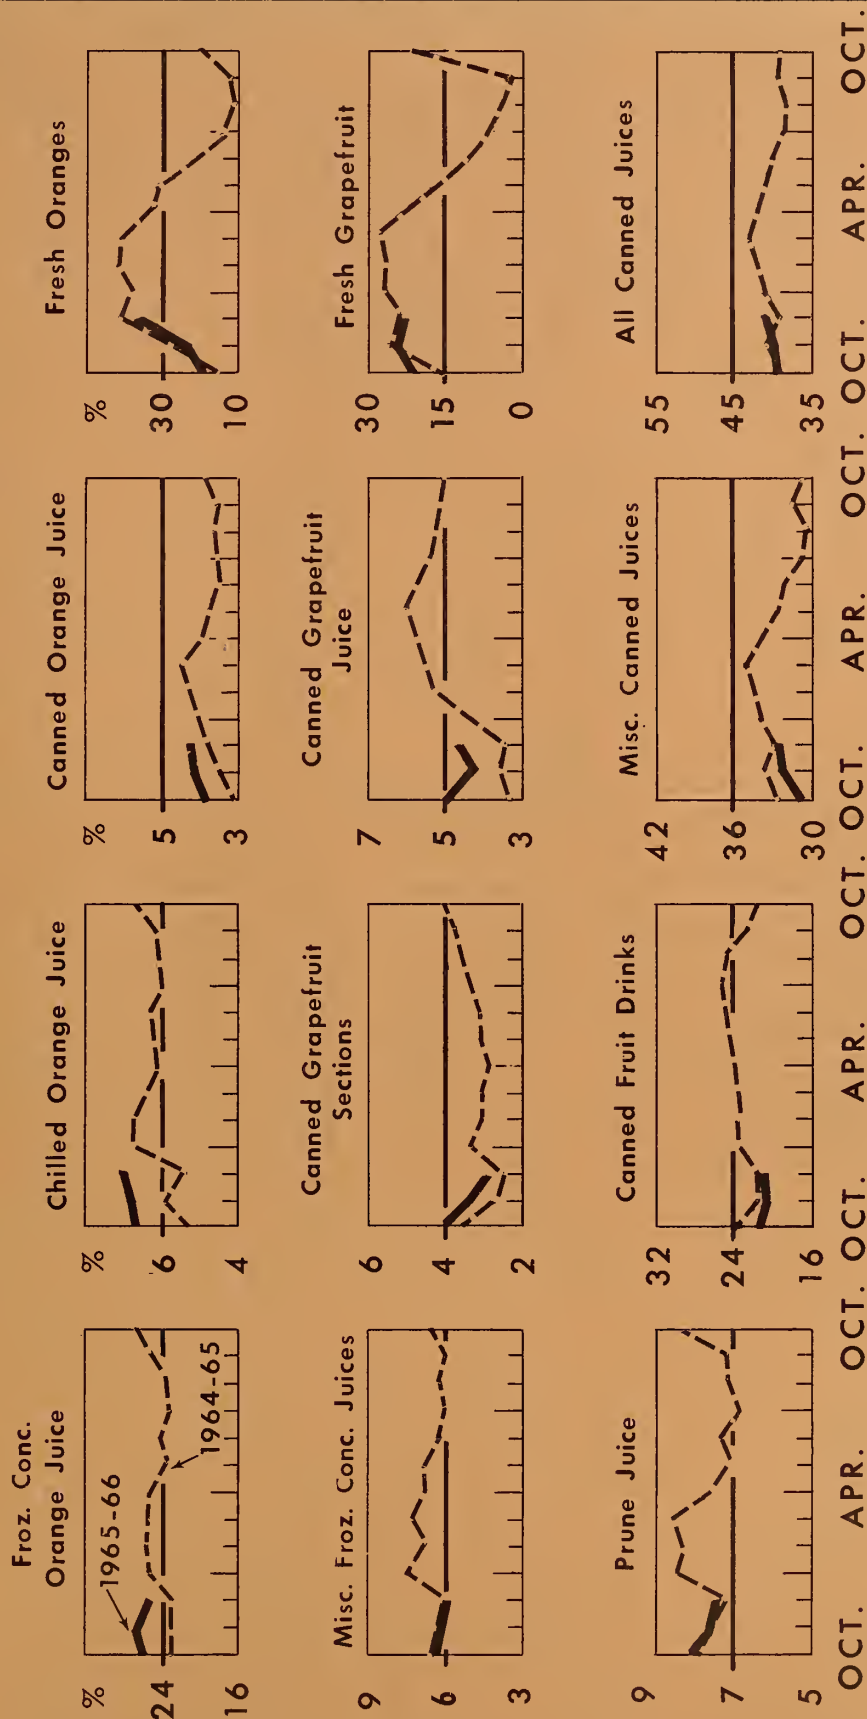 Froz. Conc.
Orange Juice
%
24
16
1965-66
1964-65
Chilled Orange Juice
%
6
4
Canned Orange Juice
%
5
3
Fresh Oranges
%
30
10
Misc. Froz. Conc. Juices
9
6
3
Canned Grapefruit
Sections
6
4
2
Canned Grapefruit
Juice
7
5
3
Fresh Grapefruit
30
15
0
Prune Juice
9
7
5
Canned Fruit Drinks
32
24
16
Misc. Canned Juices
42
36
30
All Canned Juices
55
45
35
OCT. APR. OCT. OCT. APR. OCT. OCT. APR. OCT. OCT. APR. OCT.